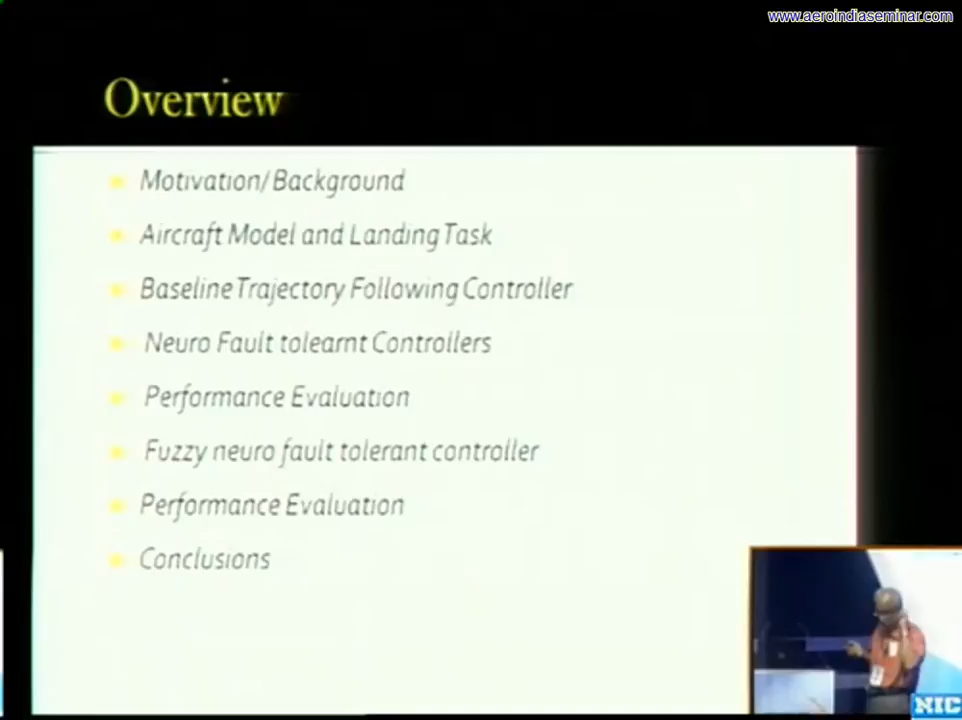 www.aeroindiaseminar.com
Overview
Motivation/Background
Aircraft Model and Landing Task
Baseline Trajectory Following Controller
Neuro Fault tolearnt Controllers
Performance Evaluation
Fuzzy neuro fault tolerant controller
Performance Evaluation
Conclusions
NIC